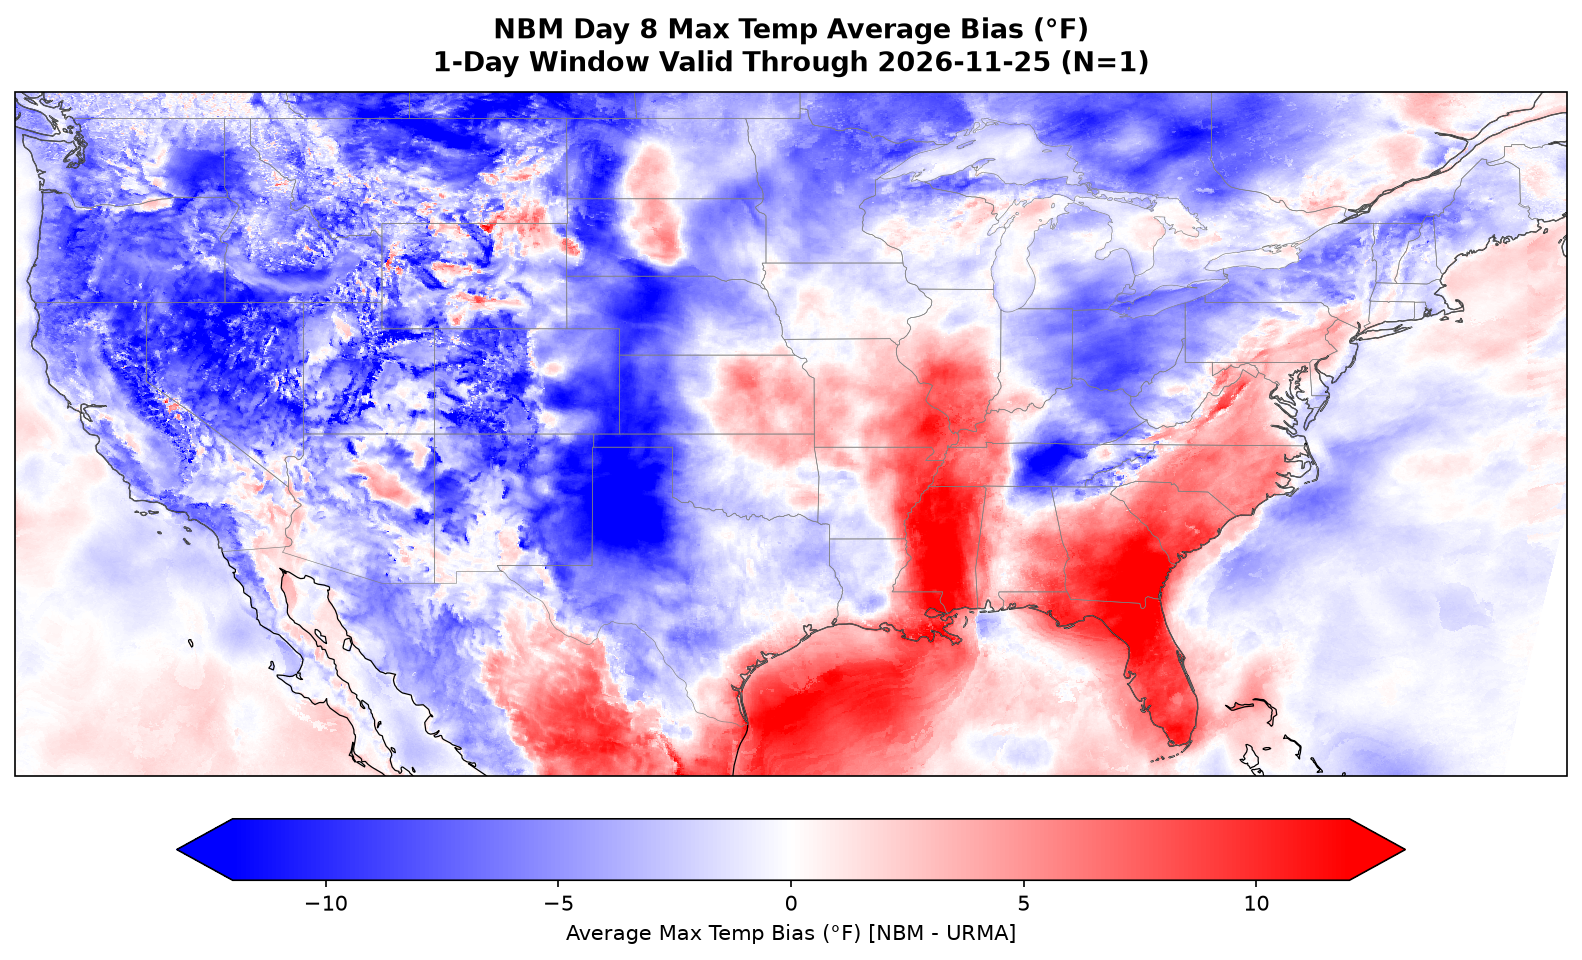 NBM Day 8 Max Temp Average Bias (°F)
1-Day Window Valid Through 2026-11-25 (N=1)
−10 −5 0 5 10
Average Max Temp Bias (°F) [NBM - URMA]